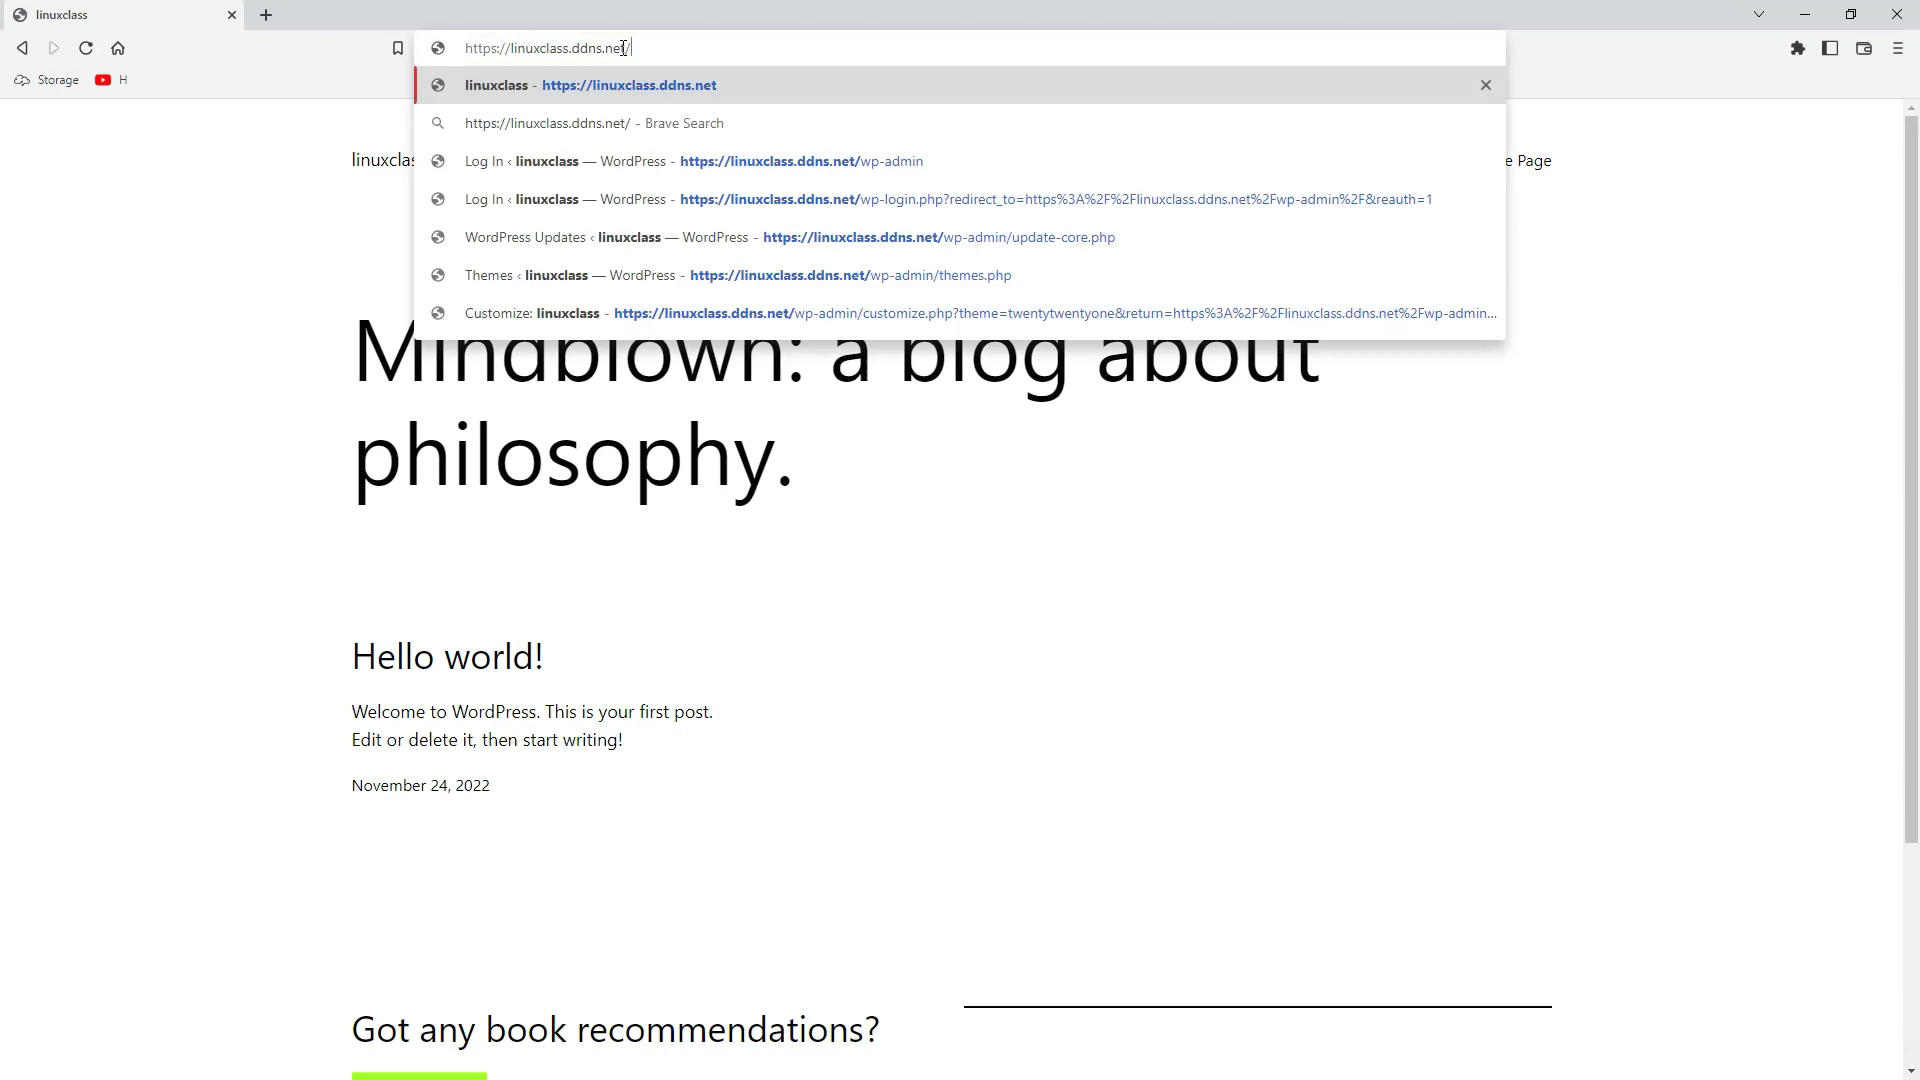 linuxclass
https://linuxclass.ddns.net/
Storage
H
linuxclass - https://linuxclass.ddns.net
https://linuxclass.ddns.net/ - Brave Search
Log In ‹ linuxclass — WordPress - https://linuxclass.ddns.net/wp-admin
Log In ‹ linuxclass — WordPress - https://linuxclass.ddns.net/wp-login.php?redirect_to=https%3A%2F%2Flinuxclass.ddns.net%2Fwp-admin%2F&reauth=1
WordPress Updates ‹ linuxclass — WordPress - https://linuxclass.ddns.net/wp-admin/update-core.php
Themes ‹ linuxclass — WordPress - https://linuxclass.ddns.net/wp-admin/themes.php
Customize: linuxclass - https://linuxclass.ddns.net/wp-admin/customize.php?theme=twentytwentyone&return=https%3A%2F%2Flinuxclass.ddns.net%2Fwp-admin...
linuxclas
e Page
Mindblown: a blog about
philosophy.
Hello world!
Welcome to WordPress. This is your first post.
Edit or delete it, then start writing!
November 24, 2022
Got any book recommendations?